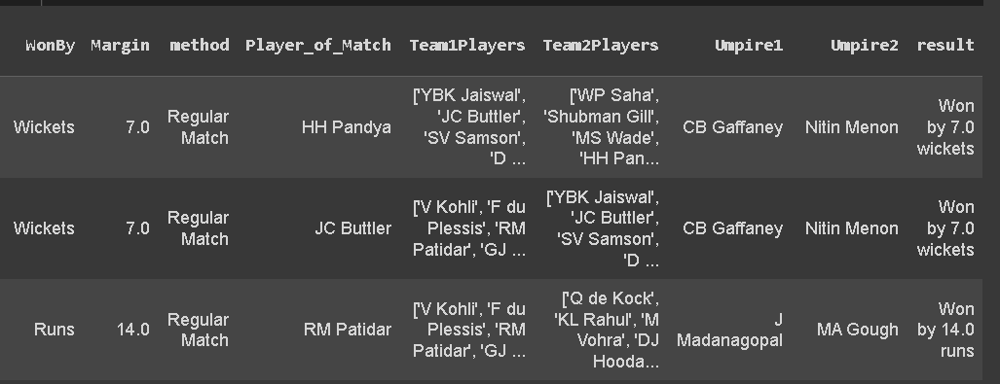 WonBy Margin method Player_of_Match Team1Players Team2Players Umpire1 Umpire2 result
Wickets 7.0 Regular Match HH Pandya ['YBK Jaiswal', 'JC Buttler', 'SV Samson', 'D ... ['WP Saha', 'Shubman Gill', 'MS Wade', 'HH Pan... CB Gaffaney Nitin Menon Won by 7.0 wickets
Wickets 7.0 Regular Match JC Buttler ['V Kohli', 'F du Plessis', 'RM Patidar', 'GJ ... ['YBK Jaiswal', 'JC Buttler', 'SV Samson', 'D ... CB Gaffaney Nitin Menon Won by 7.0 wickets
Runs 14.0 Regular Match RM Patidar ['V Kohli', 'F du Plessis', 'RM Patidar', 'GJ ... ['Q de Kock', 'KL Rahul', 'M Vohra', 'DJ Hooda... J Madanagopal MA Gough Won by 14.0 runs